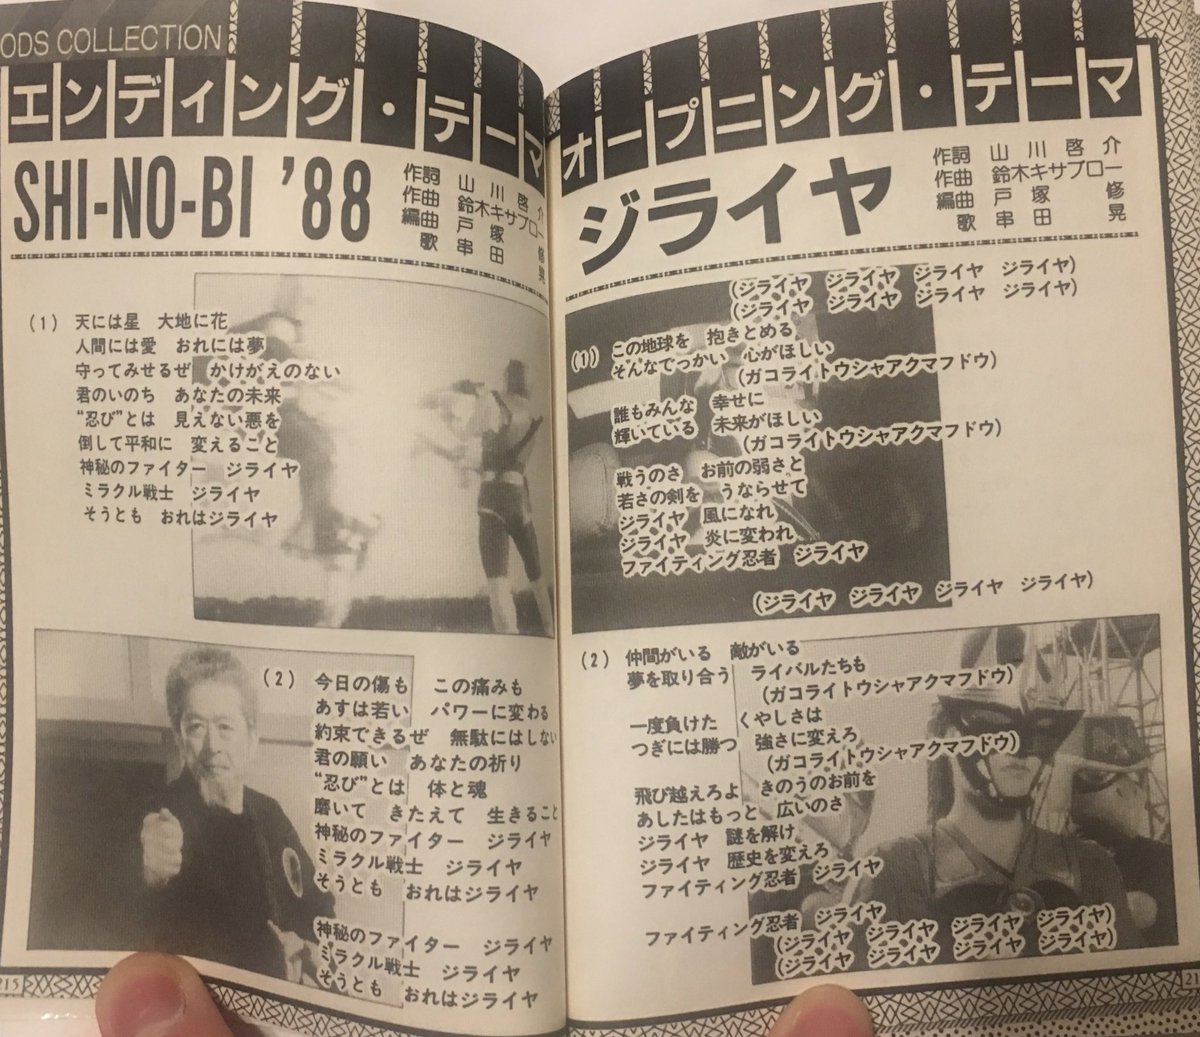 ODS COLLECTION
エンディング・テーマ
SHI-NO-BI '88
作詞 山川啓介
作曲 鈴木キサブロー
編曲 戸塚修
歌 串田晃
(1) 天には星 大地に花
人間には愛 おれには夢
守ってみせるぜ かけがえのない
君のいのち あなたの未来
“忍び”とは 見えない悪を
倒して平和に 変えること
神秘のファイター ジライヤ
ミラクル戦士 ジライヤ
そうとも おれはジライヤ
(2) 今日の傷も この痛みも
あすは若い パワーに変わる
約束できるぜ 無駄にはしない
君の願い あなたの祈り
“忍び”とは 体と魂
磨いて きたえて 生きること
神秘のファイター ジライヤ
ミラクル戦士 ジライヤ
そうとも おれはジライヤ
神秘のファイター ジライヤ
ミラクル戦士 ジライヤ
そうとも おれはジライヤ
215
オープニング・テーマ
ジライヤ
作詞 山川啓介
作曲 鈴木キサブロー
編曲 戸塚修
歌 串田晃
(ジライヤ ジライヤ ジライヤ ジライヤ)
(ジライヤ ジライヤ ジライヤ ジライヤ)
(1) この地球を 抱きとめる
そんなでっかい 心がほしい
(ガコライトウシャアクマフドウ)
誰もみんな 幸せに
輝いている 未来がほしい
(ガコライトウシャアクマフドウ)
戦うのさ お前の弱さと
若さの剣を うならせて
ジライヤ 風になれ
ジライヤ 炎に変われ
ファイティング忍者 ジライヤ
(ジライヤ ジライヤ ジライヤ ジライヤ)
(2) 仲間がいる 敵がいる
夢を取り合う ライバルたちも
(ガコライトウシャアクマフドウ)
一度負けた くやしさは
つぎには勝つ 強さに変えろ
(ガコライトウシャアクマフドウ)
飛び越えろよ きのうのお前を
あしたはもっと 広いのさ
ジライヤ 謎を解け
ジライヤ 歴史を変えろ
ファイティング忍者 ジライヤ
ファイティング忍者 ジライヤ
(ジライヤ ジライヤ ジライヤ ジライヤ)
(ジライヤ ジライヤ ジライヤ ジライヤ)